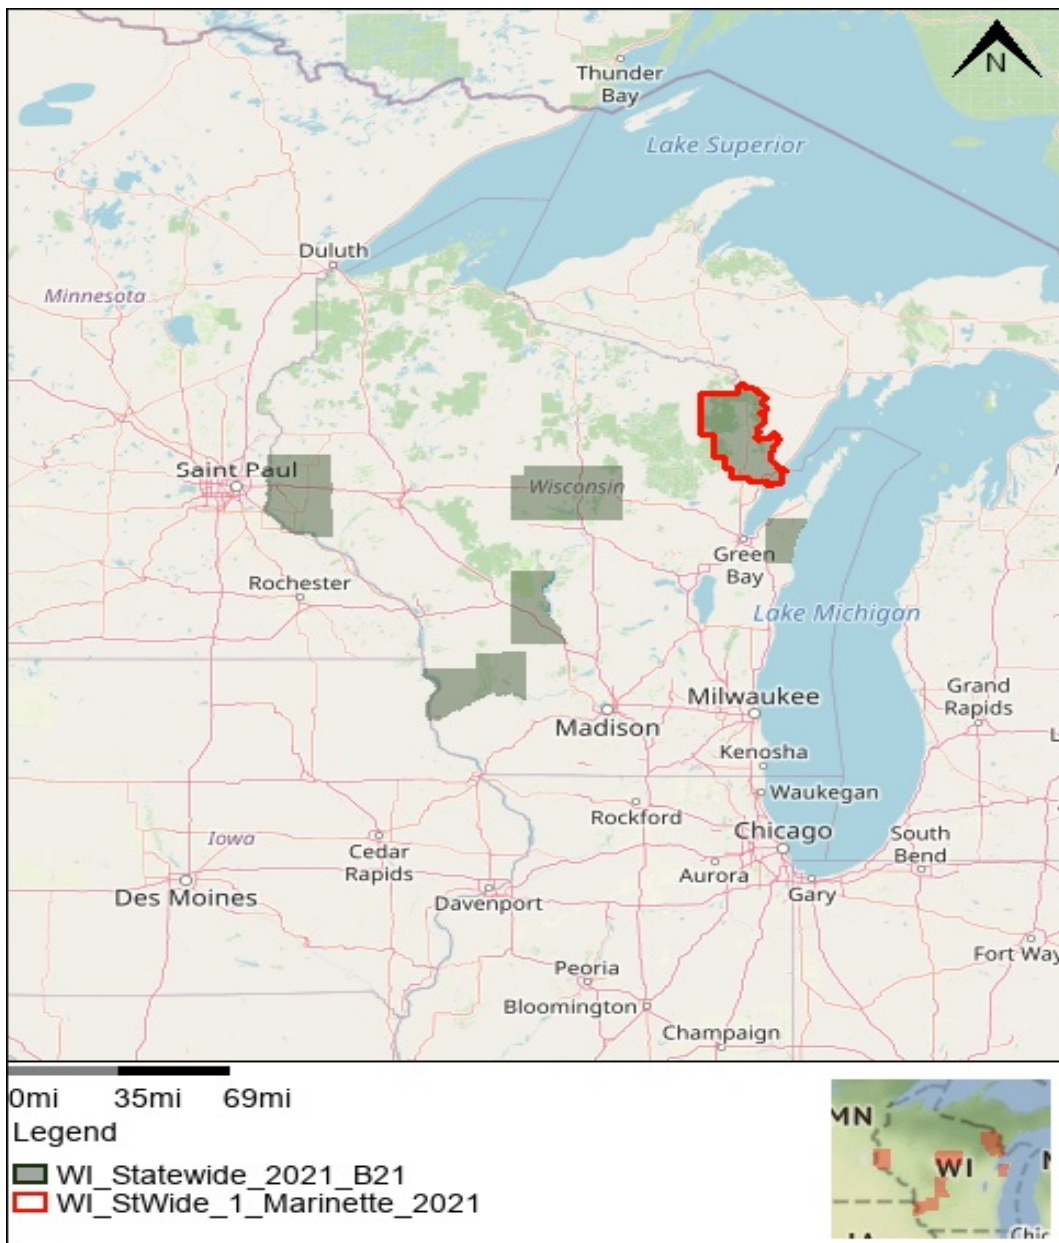 N
Thunder
Bay
Lake Superior
Duluth
Minnesota
Saint Paul
Wisconsin
Green
Bay
Rochester
Lake Michigan
Grand
Rapids
Milwaukee
Madison
Kenosha
Waukegan
Rockford
Chicago
South
Bend
Iowa
Cedar
Rapids
Aurora
Gary
Des Moines
Davenport
Fort Way
Peoria
Bloomington
Champaign
0mi 35mi 69mi
Legend
WI_Statewide_2021_B21
WI_StWide_1_Marinette_2021
MN
WI
Chic